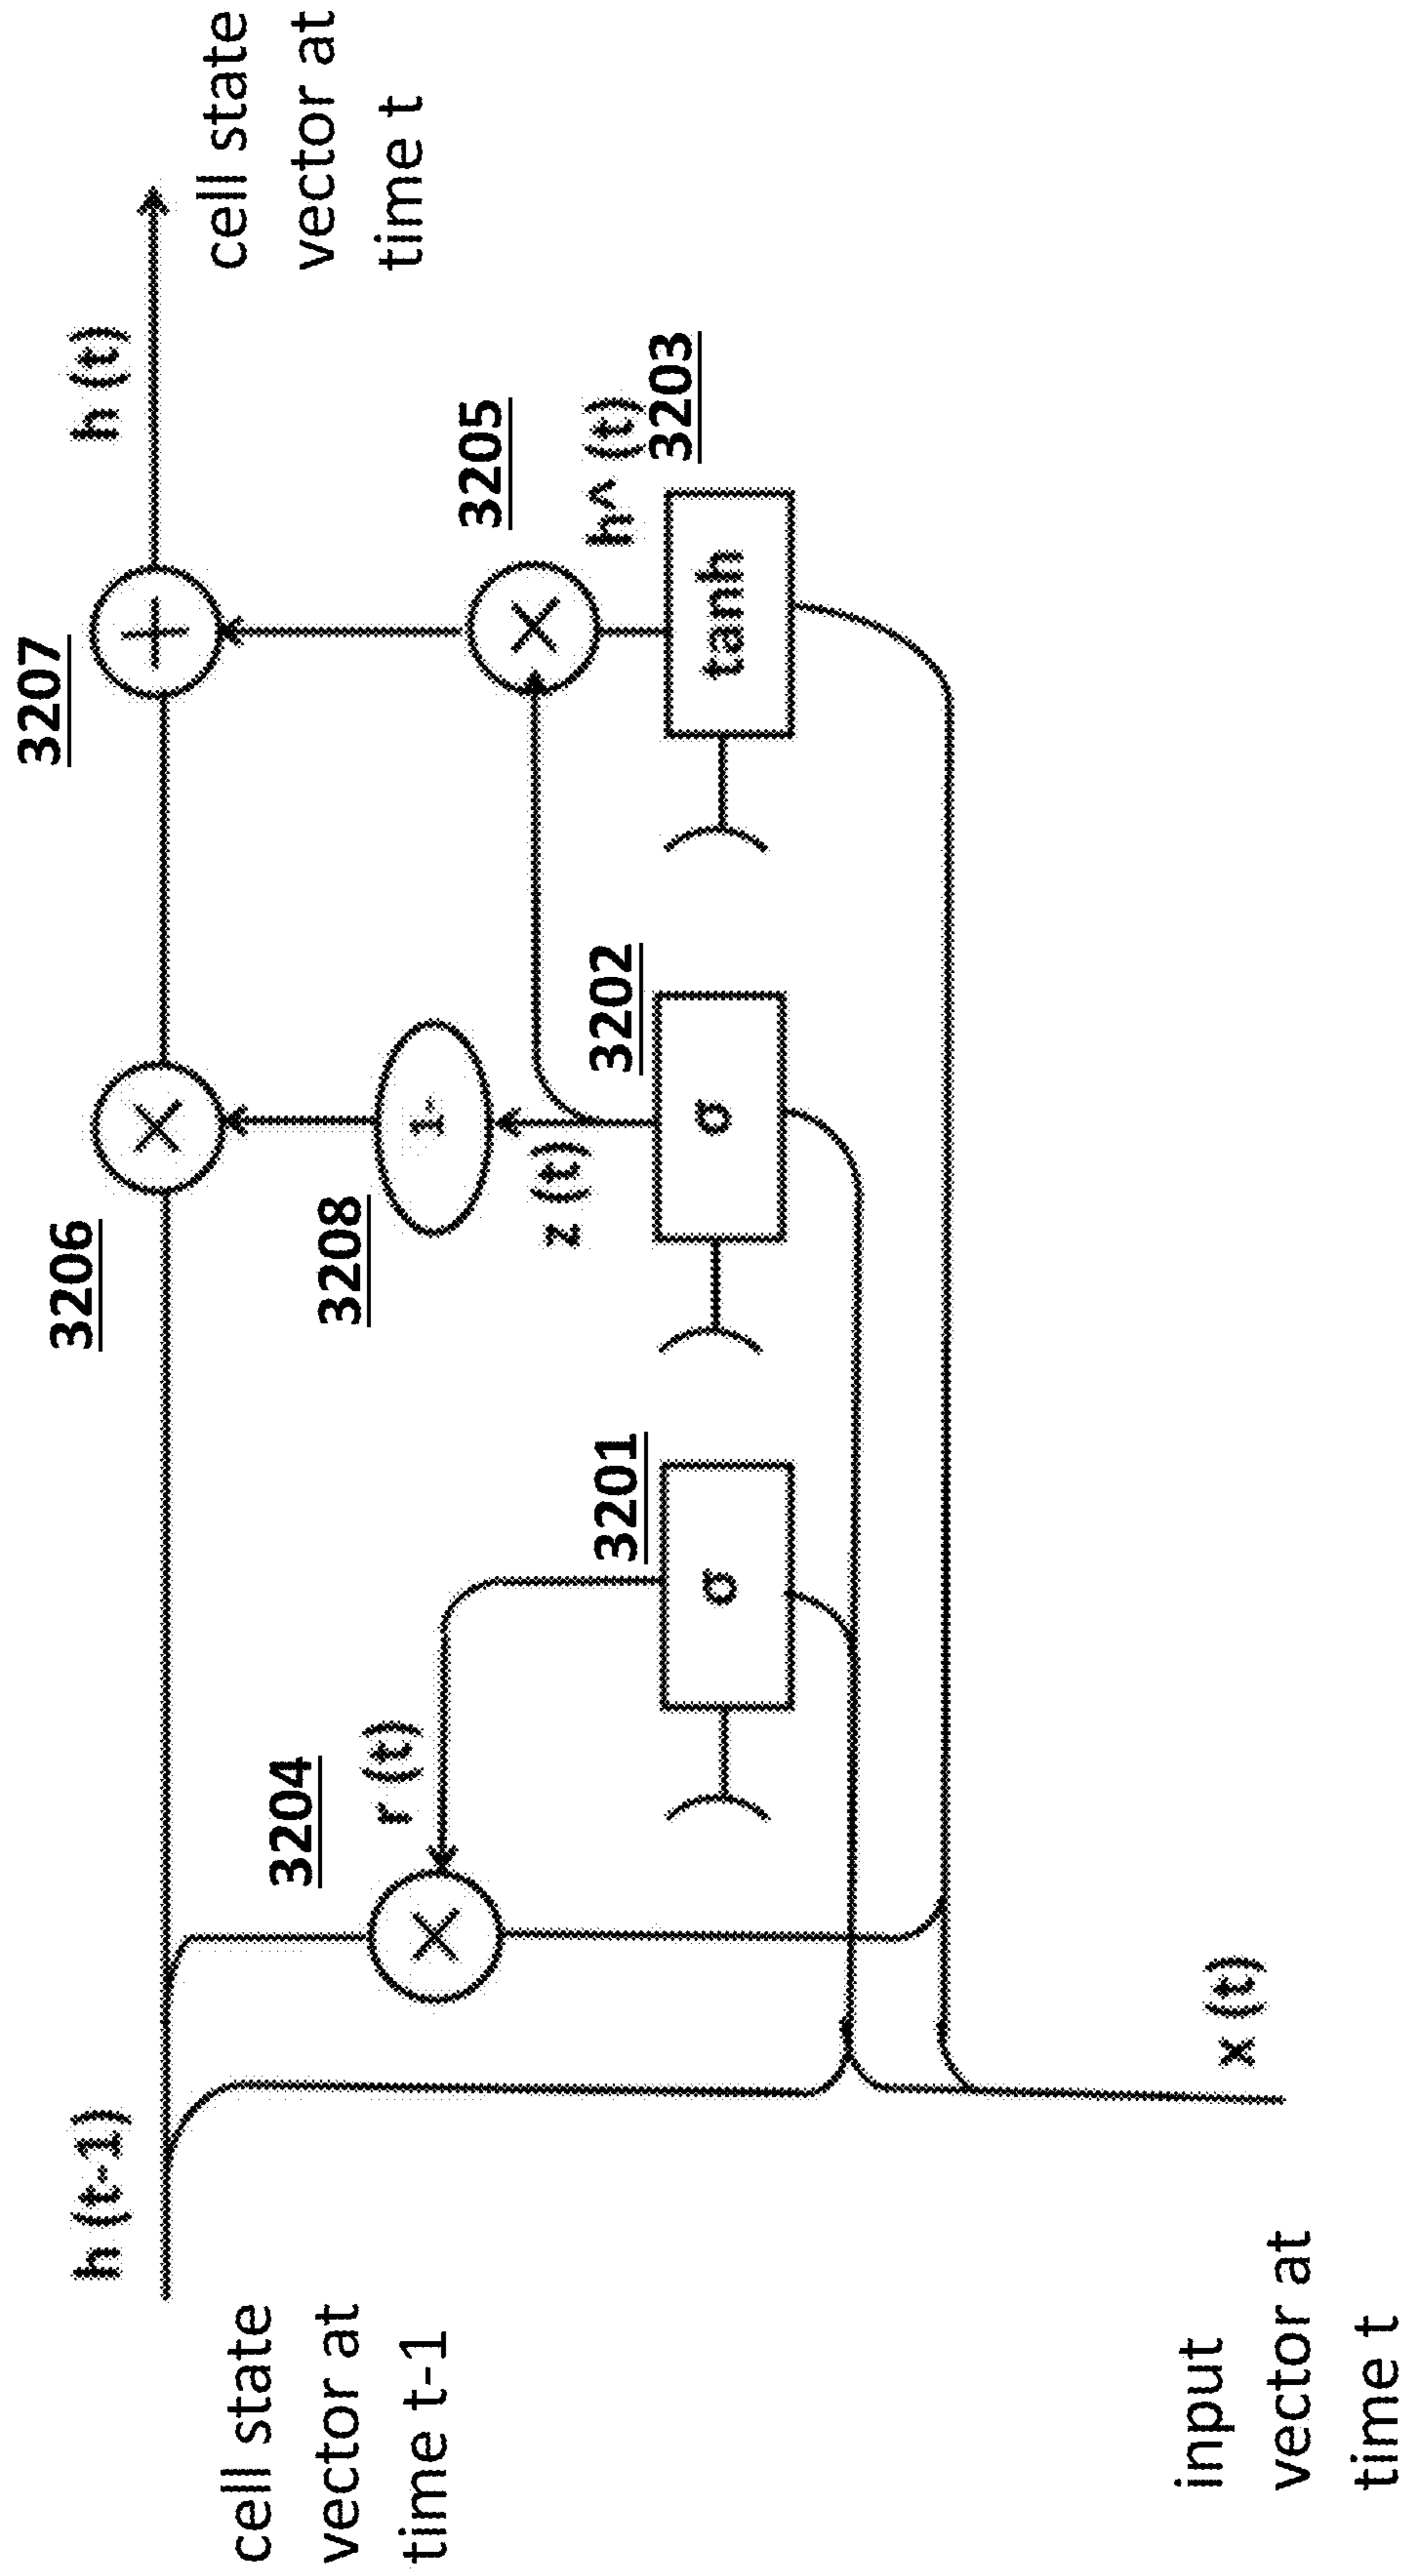 h (t-1)
cell state
vector at
time t-1
3206
3207
h (t)
cell state
vector at
time t
3204
r (t)
3208
1-
z (t)
3205
h^ (t)
3201
σ
3202
σ
3203
tanh
x (t)
input
vector at
time t